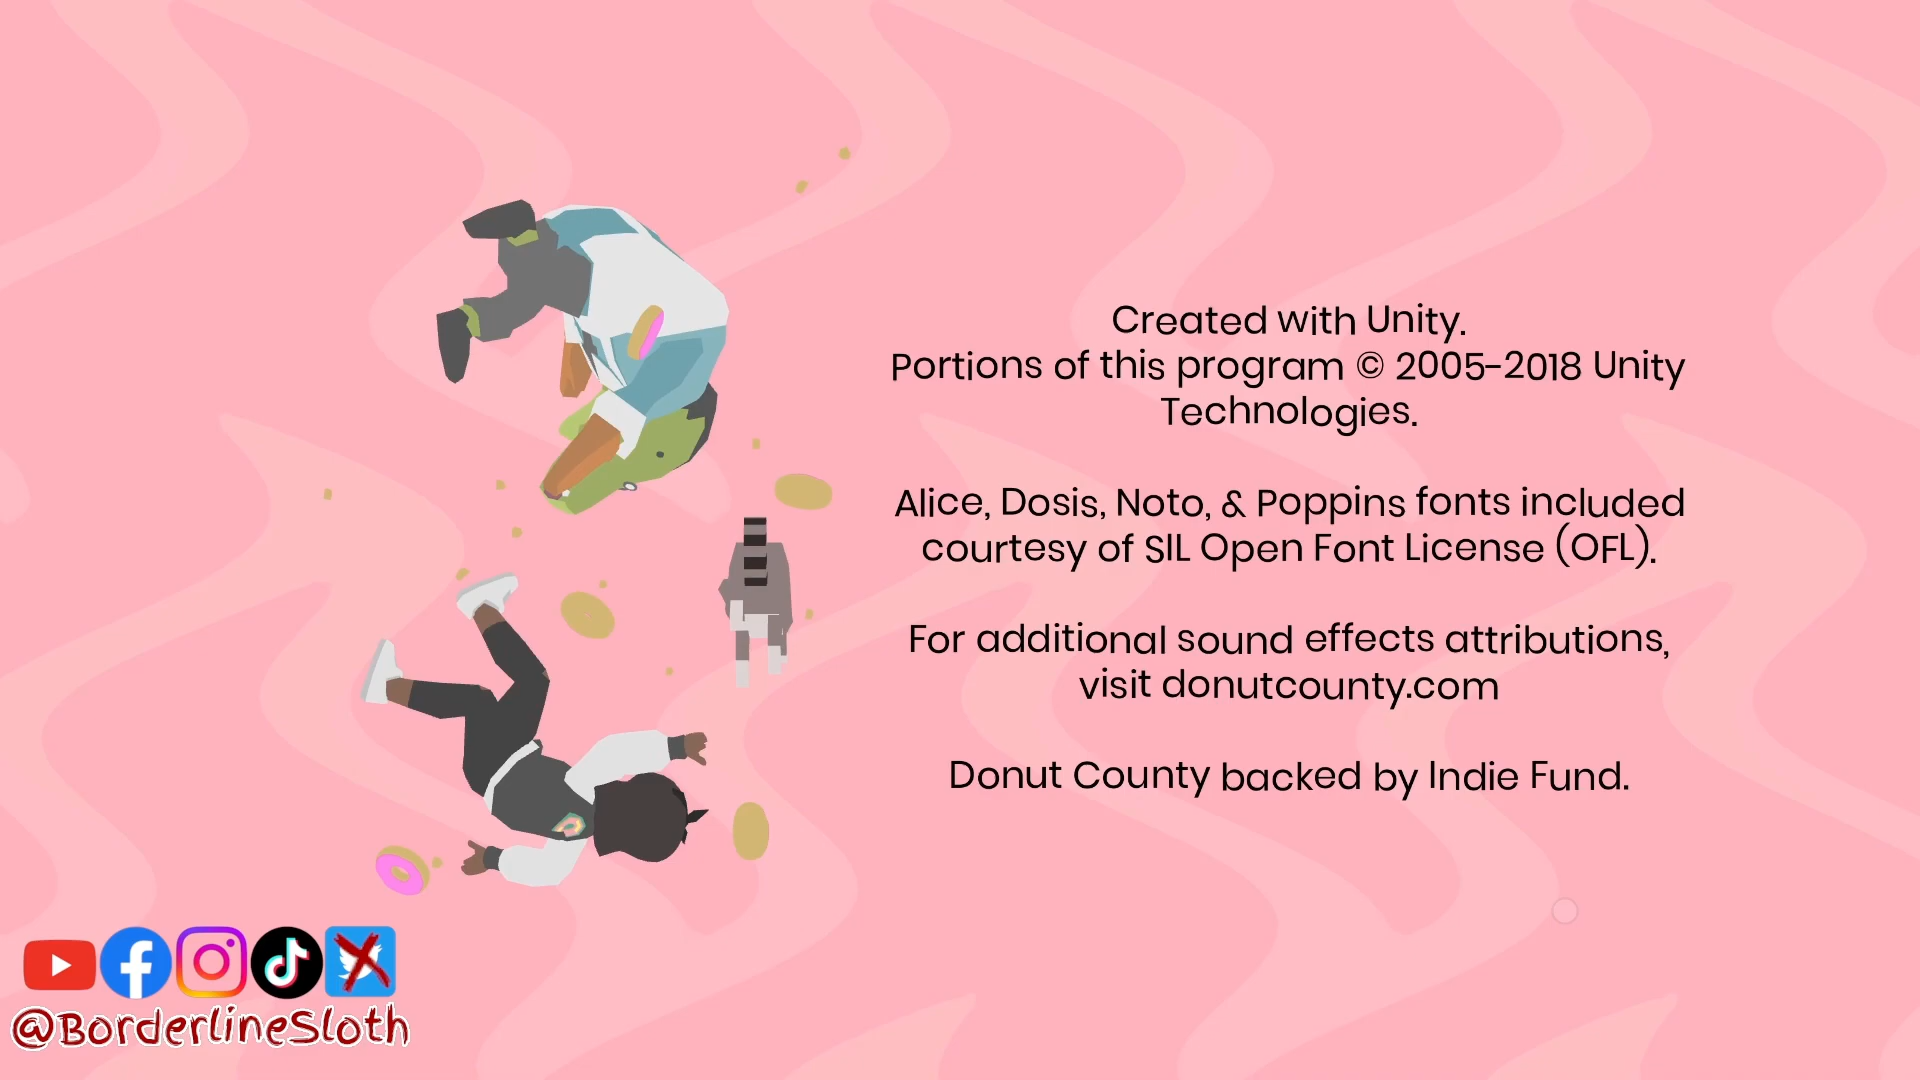 Created with Unity.
Portions of this program © 2005-2018 Unity
Technologies.
Alice, Dosis, Noto, & Poppins fonts included
courtesy of SIL Open Font License (OFL).
For additional sound effects attributions,
visit donutcounty.com
Donut County backed by Indie Fund.
@BorderlineSloth